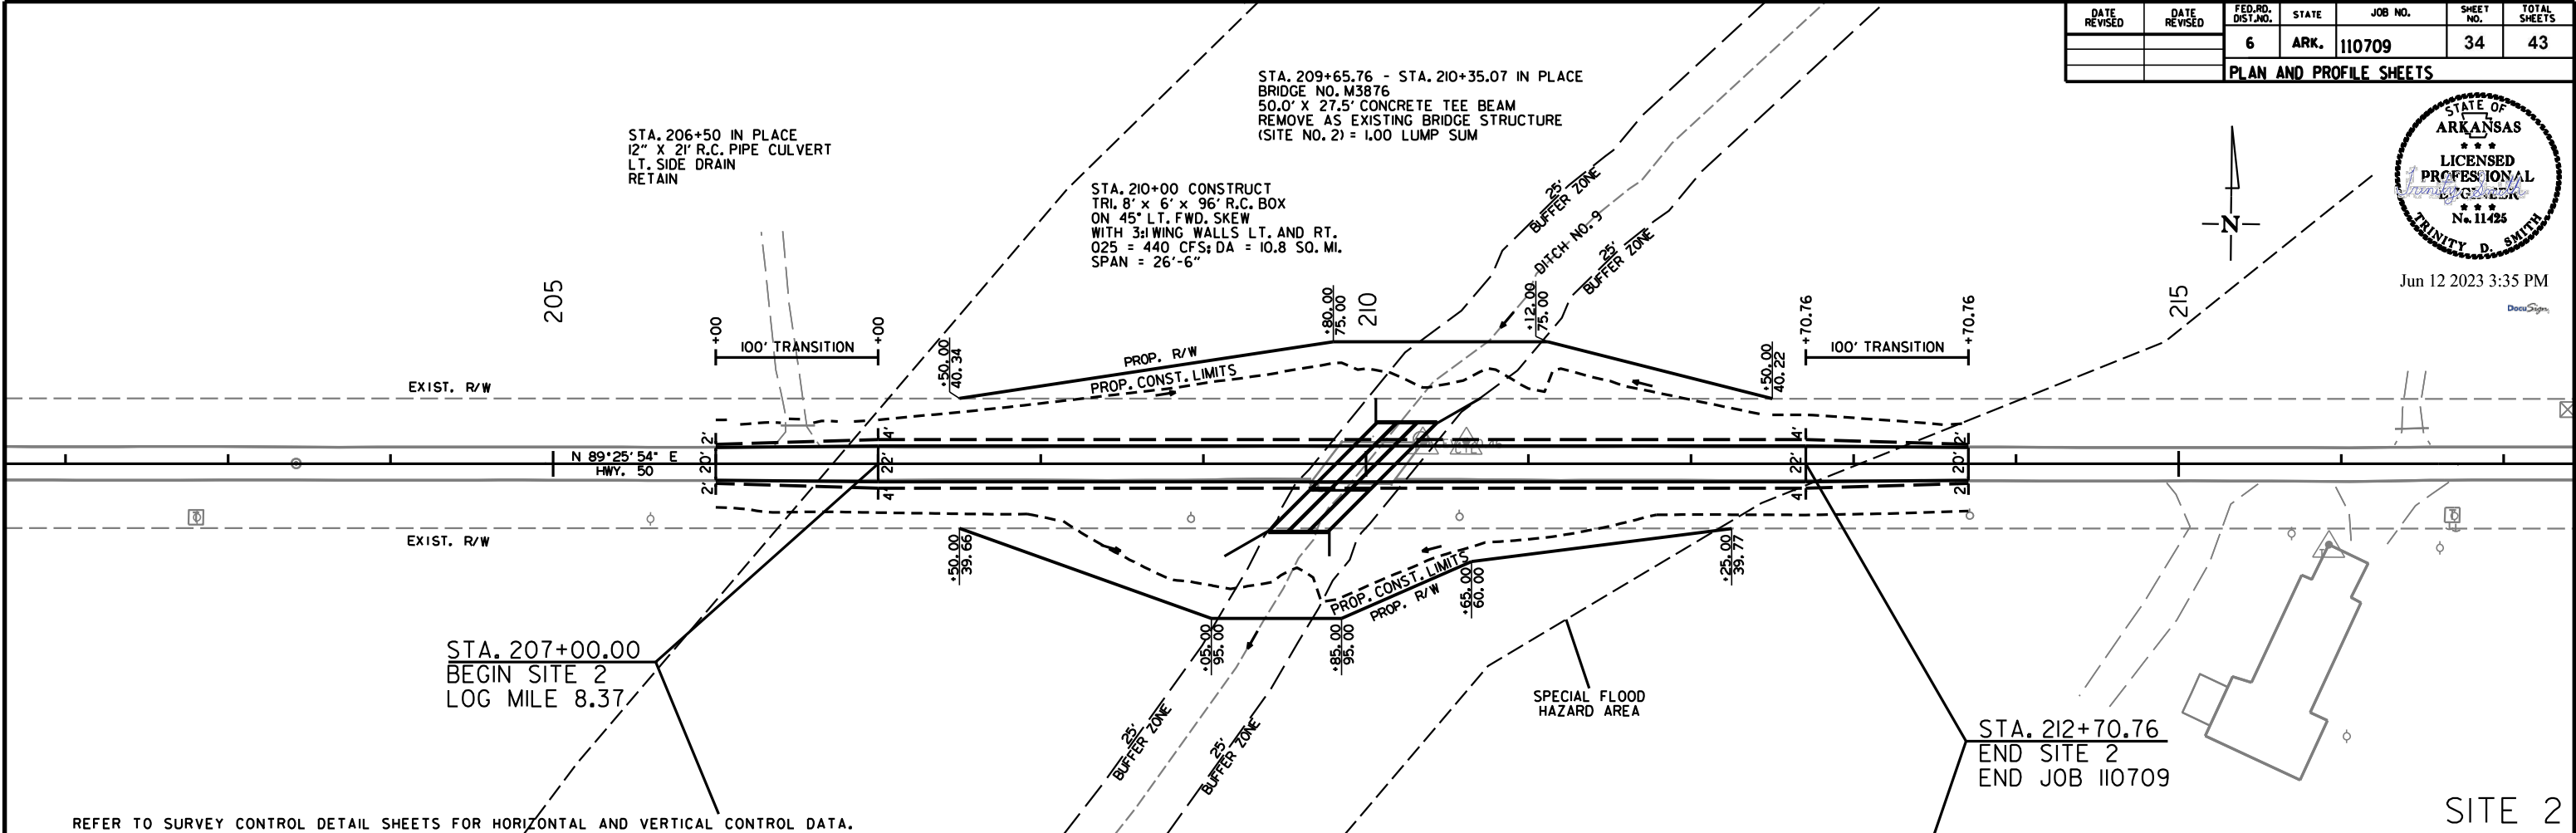 DATE REVISED
DATE REVISED
FED.RD. DIST.NO.
STATE
JOB NO.
SHEET NO.
TOTAL SHEETS
6
ARK.
110709
34
43
PLAN AND PROFILE SHEETS
STATE OF
ARKANSAS
* * *
LICENSED
PROFESSIONAL
ENGINEER
* * *
No. 11425
TRINITY D. SMITH
Jun 12 2023 3:35 PM
DocuSign
N
STA. 209+65.76 - STA. 210+35.07 IN PLACE
BRIDGE NO. M3876
50.0' X 27.5' CONCRETE TEE BEAM
REMOVE AS EXISTING BRIDGE STRUCTURE
(SITE NO. 2) = 1.00 LUMP SUM
STA. 206+50 IN PLACE
12" X 21' R.C. PIPE CULVERT
LT. SIDE DRAIN
RETAIN
STA. 210+00 CONSTRUCT
TRI. 8' x 6' x 96' R.C. BOX
ON 45° LT. FWD. SKEW
WITH 3:1 WING WALLS LT. AND RT.
Q25 = 440 CFS; DA = 10.8 SQ. MI.
SPAN = 26'-6"
25'
BUFFER ZONE
DITCH NO. 9
25'
BUFFER ZONE
205
210
215
+00
100' TRANSITION
+00
+50.00
40.34
+80.00
75.00
+12.00
75.00
+50.00
40.22
+70.76
100' TRANSITION
+70.76
PROP. R/W
PROP. CONST. LIMITS
EXIST. R/W
2'
20'
2'
4'
22'
4'
4'
22'
4'
2'
20'
2'
N 89°25'54" E
HWY. 50
EXIST. R/W
+50.00
39.66
+05.00
95.00
+85.00
95.00
+65.00
60.00
+25.00
39.77
PROP. CONST. LIMITS
PROP. R/W
STA. 207+00.00
BEGIN SITE 2
LOG MILE 8.37
25'
BUFFER ZONE
25'
BUFFER ZONE
SPECIAL FLOOD
HAZARD AREA
STA. 212+70.76
END SITE 2
END JOB 110709
SITE 2
REFER TO SURVEY CONTROL DETAIL SHEETS FOR HORIZONTAL AND VERTICAL CONTROL DATA.